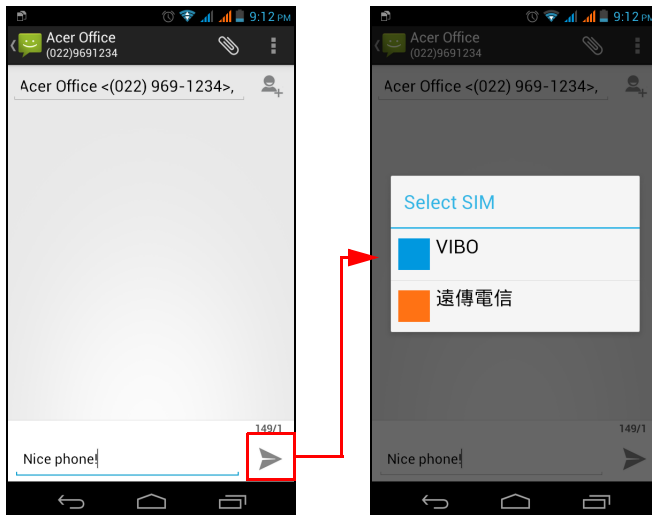 9:12 PM
Acer Office
(022)9691234
Acer Office <(022) 969-1234>,
149/1
Nice phone!
9:12 PM
Acer Office
(022)9691234
Acer Office <(022) 969-1234>,
Select SIM
VIBO
遠傳電信
149/1
Nice phone!